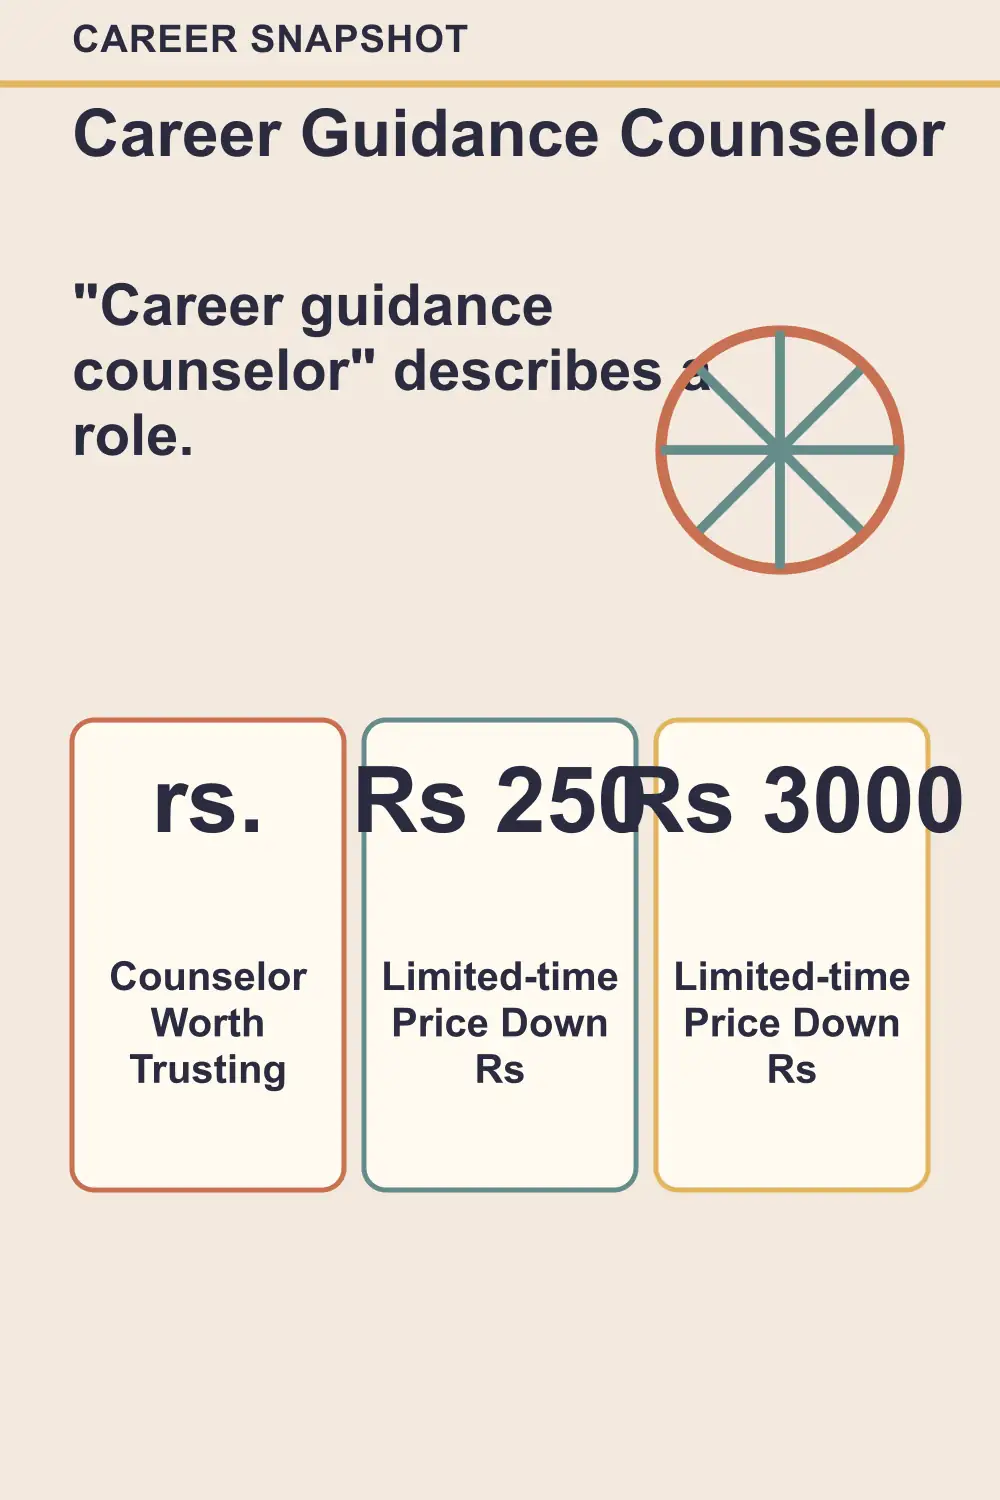 CAREER SNAPSHOT
Career Guidance Counselor
"Career guidance
counselor" describes a
role.
rs.
Rs 250
Rs 3000
Counselor
Worth
Trusting
Limited-time
Price Down
Rs
Limited-time
Price Down
Rs